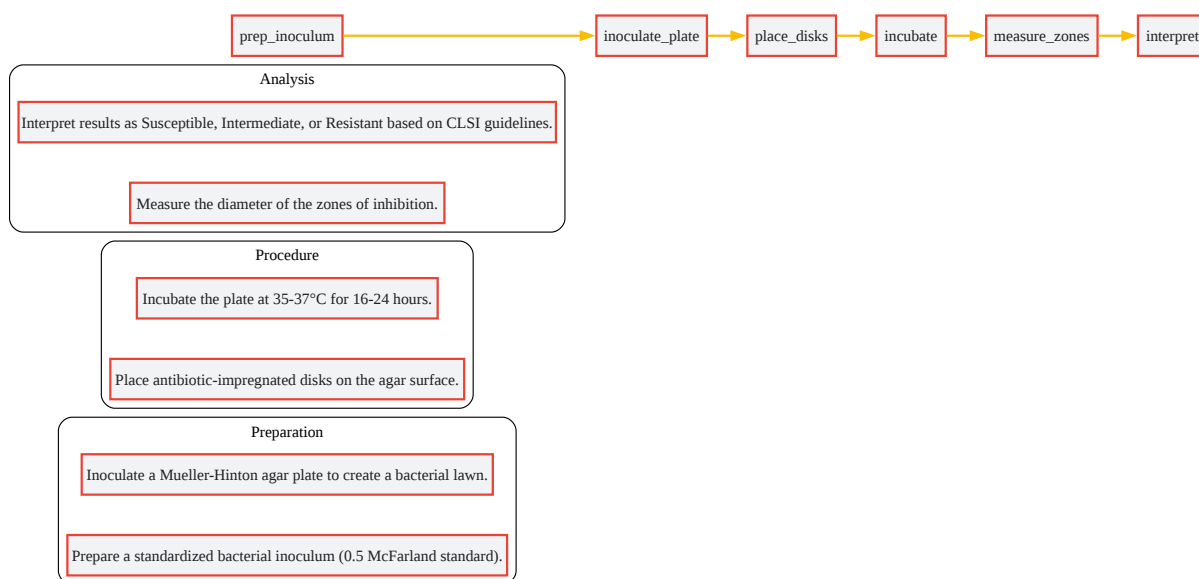 prep_inoculum
inoculate_plate
place_disks
incubate
measure_zones
interpret
Analysis
Interpret results as Susceptible, Intermediate, or Resistant based on CLSI guidelines.
Measure the diameter of the zones of inhibition.
Procedure
Incubate the plate at 35-37°C for 16-24 hours.
Place antibiotic-impregnated disks on the agar surface.
Preparation
Inoculate a Mueller-Hinton agar plate to create a bacterial lawn.
Prepare a standardized bacterial inoculum (0.5 McFarland standard).